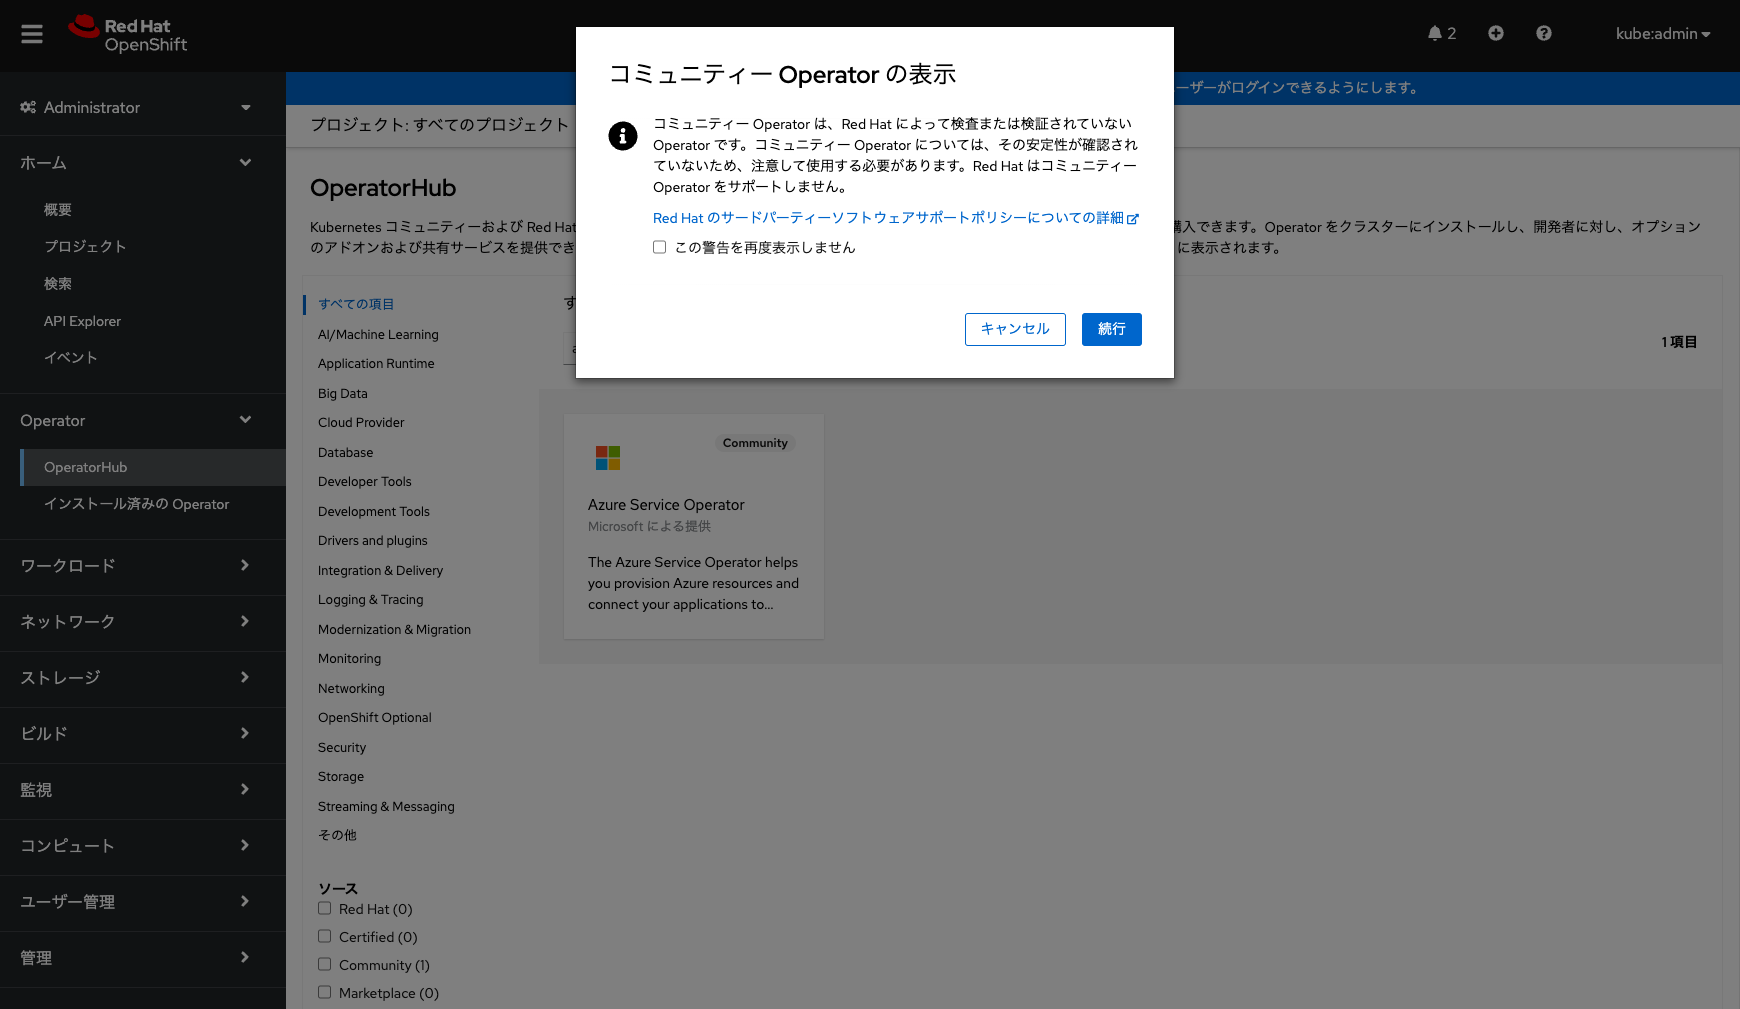 Red Hat
OpenShift
2
kube:admin
Administrator
ホーム
概要
プロジェクト
検索
API Explorer
イベント
Operator
OperatorHub
インストール済みの Operator
ワークロード
ネットワーク
ストレージ
ビルド
監視
コンピュート
ユーザー管理
管理
ーザーがログインできるようにします。
プロジェクト: すべてのプロジェクト
OperatorHub
Kubernetes コミュニティーおよび Red Hat
購入できます。Operator をクラスターにインストールし、開発者に対し、オプション
のアドオンおよび共有サービスを提供でき
に表示されます。
コミュニティー Operator の表示
コミュニティー Operator は、Red Hat によって検査または検証されていない
Operator です。コミュニティー Operator については、その安定性が確認され
ていないため、注意して使用する必要があります。Red Hat はコミュニティー
Operator をサポートしません。
Red Hat のサードパーティーソフトウェアサポートポリシーについての詳細
この警告を再度表示しません
キャンセル
続行
すべての項目
AI/Machine Learning
Application Runtime
Big Data
Cloud Provider
Database
Developer Tools
Development Tools
Drivers and plugins
Integration & Delivery
Logging & Tracing
Modernization & Migration
Monitoring
Networking
OpenShift Optional
Security
Storage
Streaming & Messaging
その他
ソース
Red Hat (0)
Certified (0)
Community (1)
Marketplace (0)
す
1 項目
Community
Azure Service Operator
Microsoft による提供
The Azure Service Operator helps
you provision Azure resources and
connect your applications to...